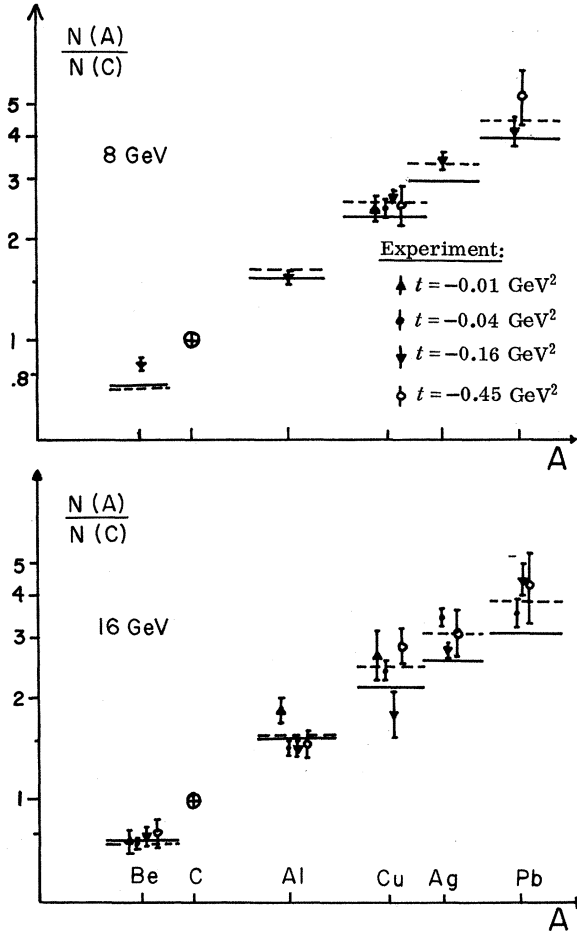 N(A)
N(C)
5
4
8 GeV
3
2
Experiment:
t = -0.01 GeV²
t = -0.04 GeV²
1
t = -0.16 GeV²
.8
t = -0.45 GeV²
A
N(A)
N(C)
5
4
16 GeV
3
2
1
Be C Al Cu Ag Pb
A